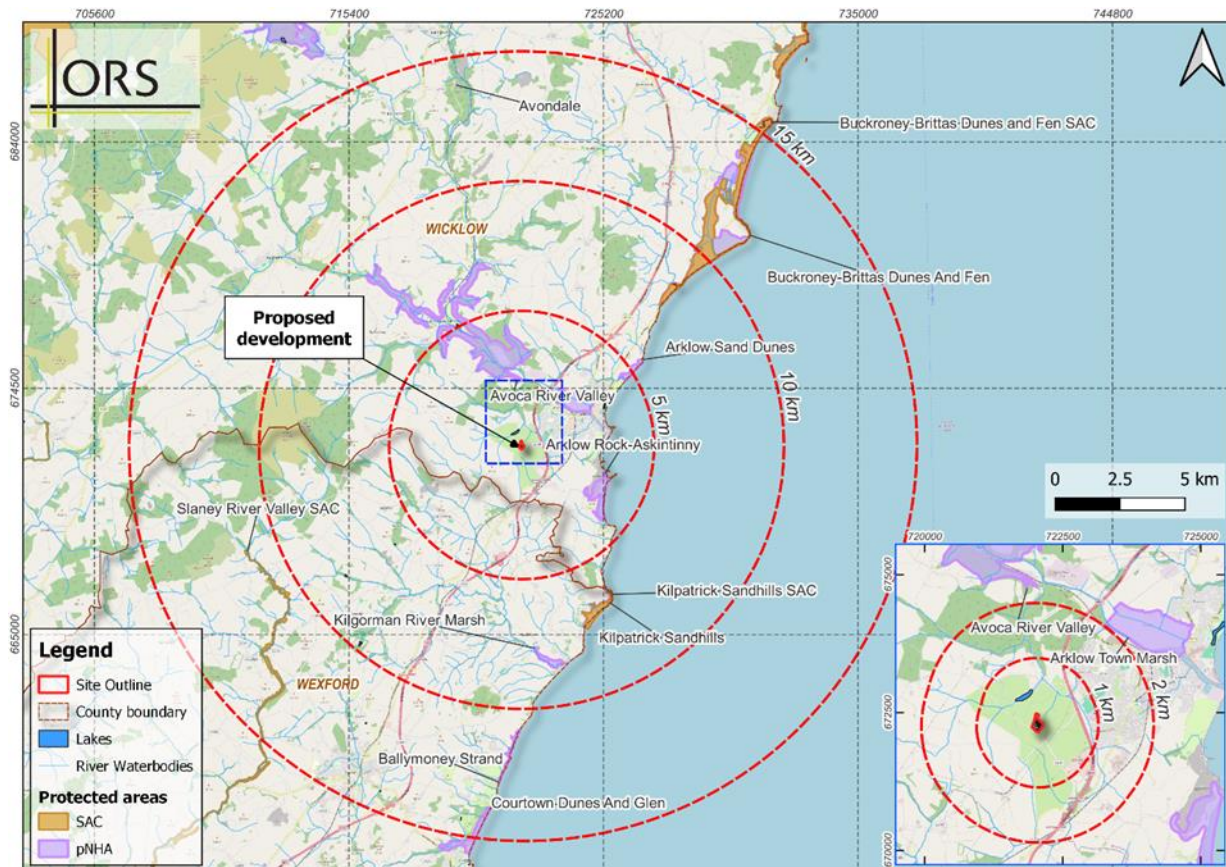 705600
715400
725200
735000
744800
ORS
Avondale
Buckroney-Brittas Dunes and Fen SAC
684000
684000
15 km
WICKLOW
Buckroney-Brittas Dunes And Fen
Proposed
development
Arklow Sand Dunes
10 km
674500
674500
Avoca River Valley
5 km
Arklow Rock-Askintinny
0 2.5 5 km
Slaney River Valley SAC
720000
722500
725000
675000
Kilpatrick Sandhills SAC
Kilgorman River Marsh
Kilpatrick Sandhills
665000
Avoca River Valley
Arklow Town Marsh
1 km
2 km
672500
670000
Legend
Site Outline
County boundary
Lakes
River Waterbodies
Protected areas
SAC
pNHA
WEXFORD
Ballymoney Strand
Courtown Dunes And Glen